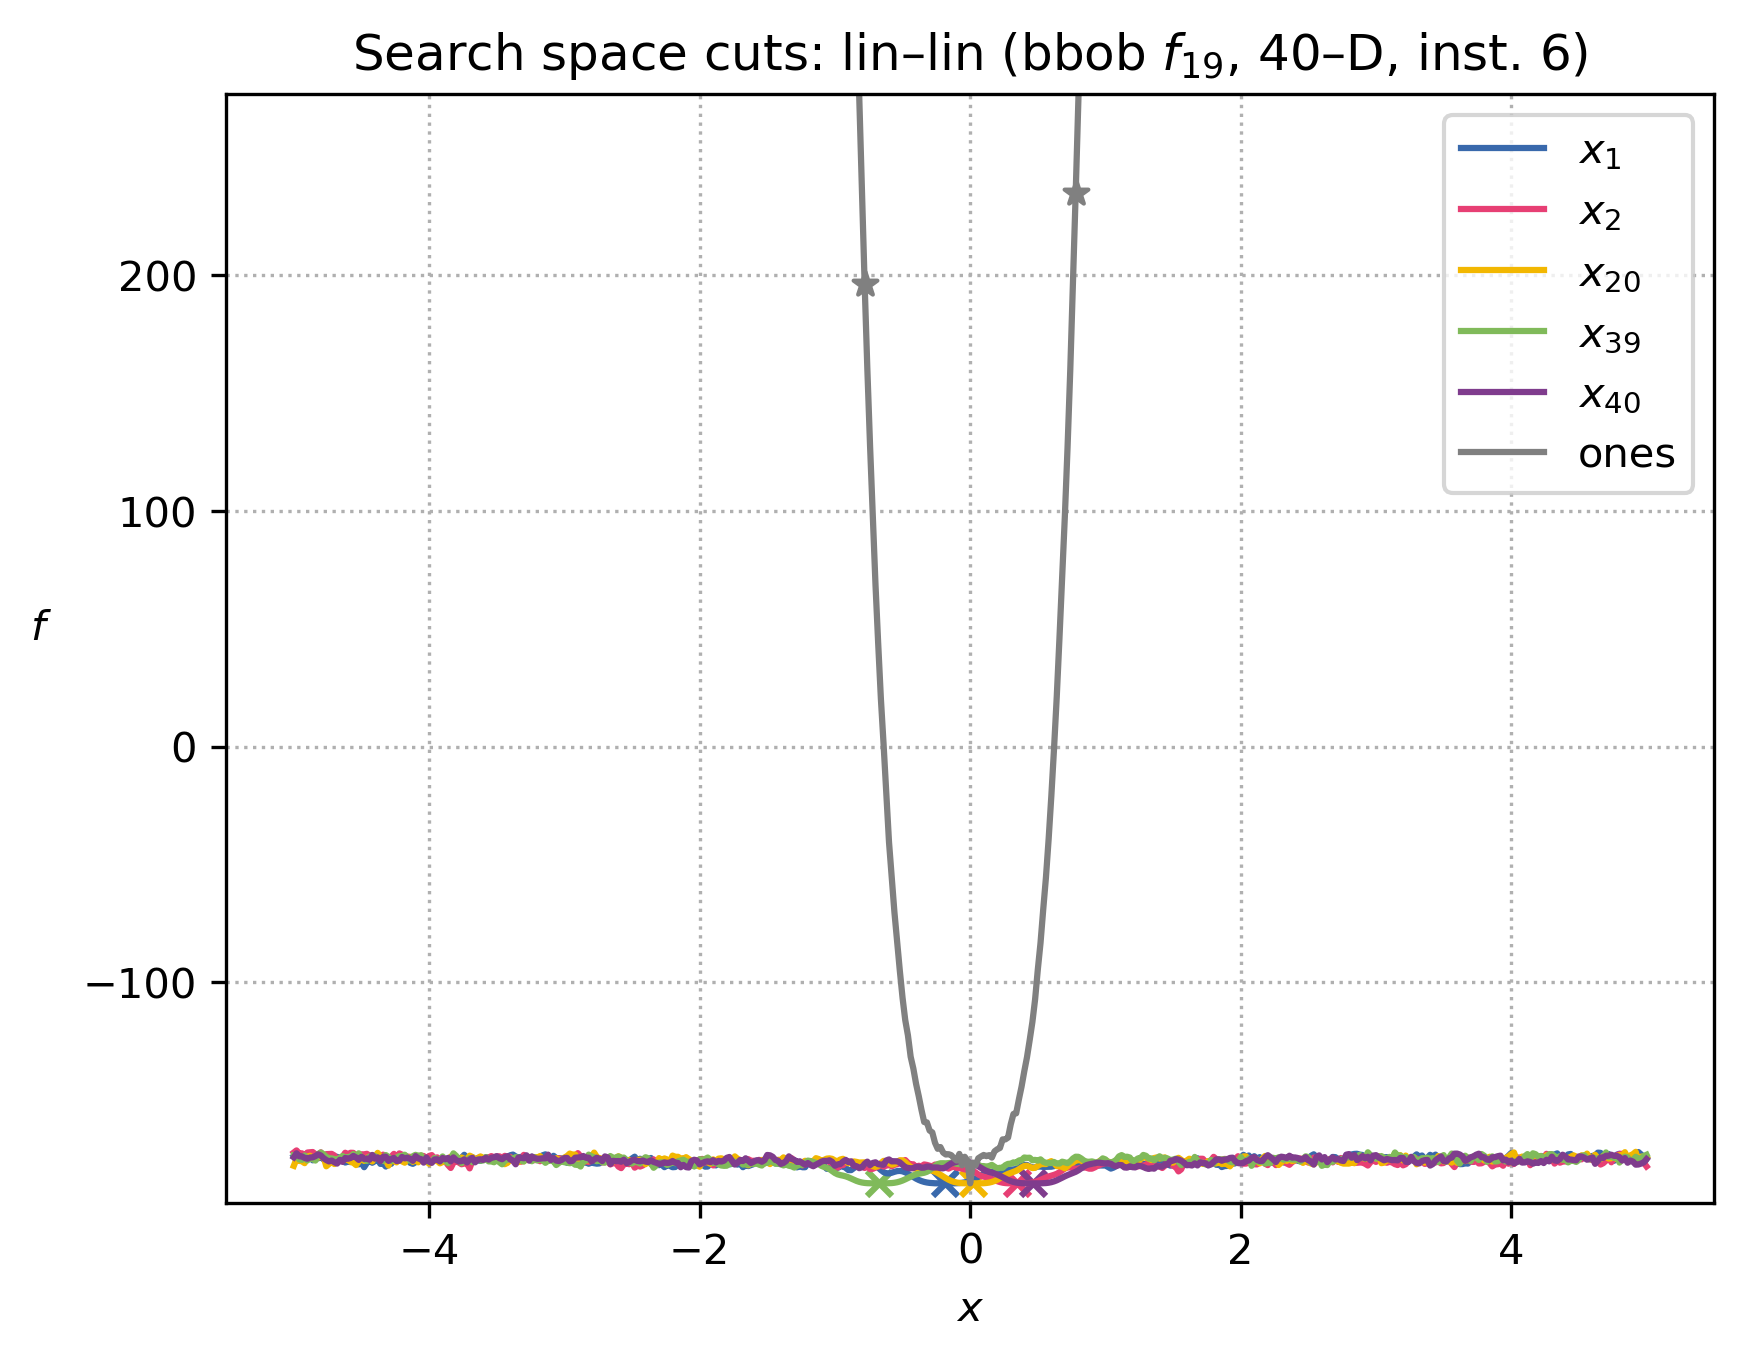 Search space cuts: lin–lin (bbob f₁₉, 40–D, inst. 6)
x₁
x₂
x₂₀
x₃₉
x₄₀
ones
200
100
0
−100
f
−4
−2
0
2
4
x